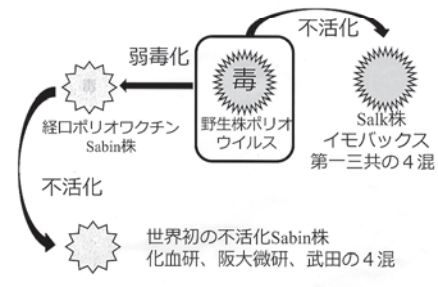 不活化
弱毒化
毒
毒
経口ポリオワクチン
Sabin株
野生株ポリオ
ウイルス
Salk株
イモバックス
第一三共の4混
不活化
世界初の不活化Sabin株
化血研、阪大微研、武田の4混